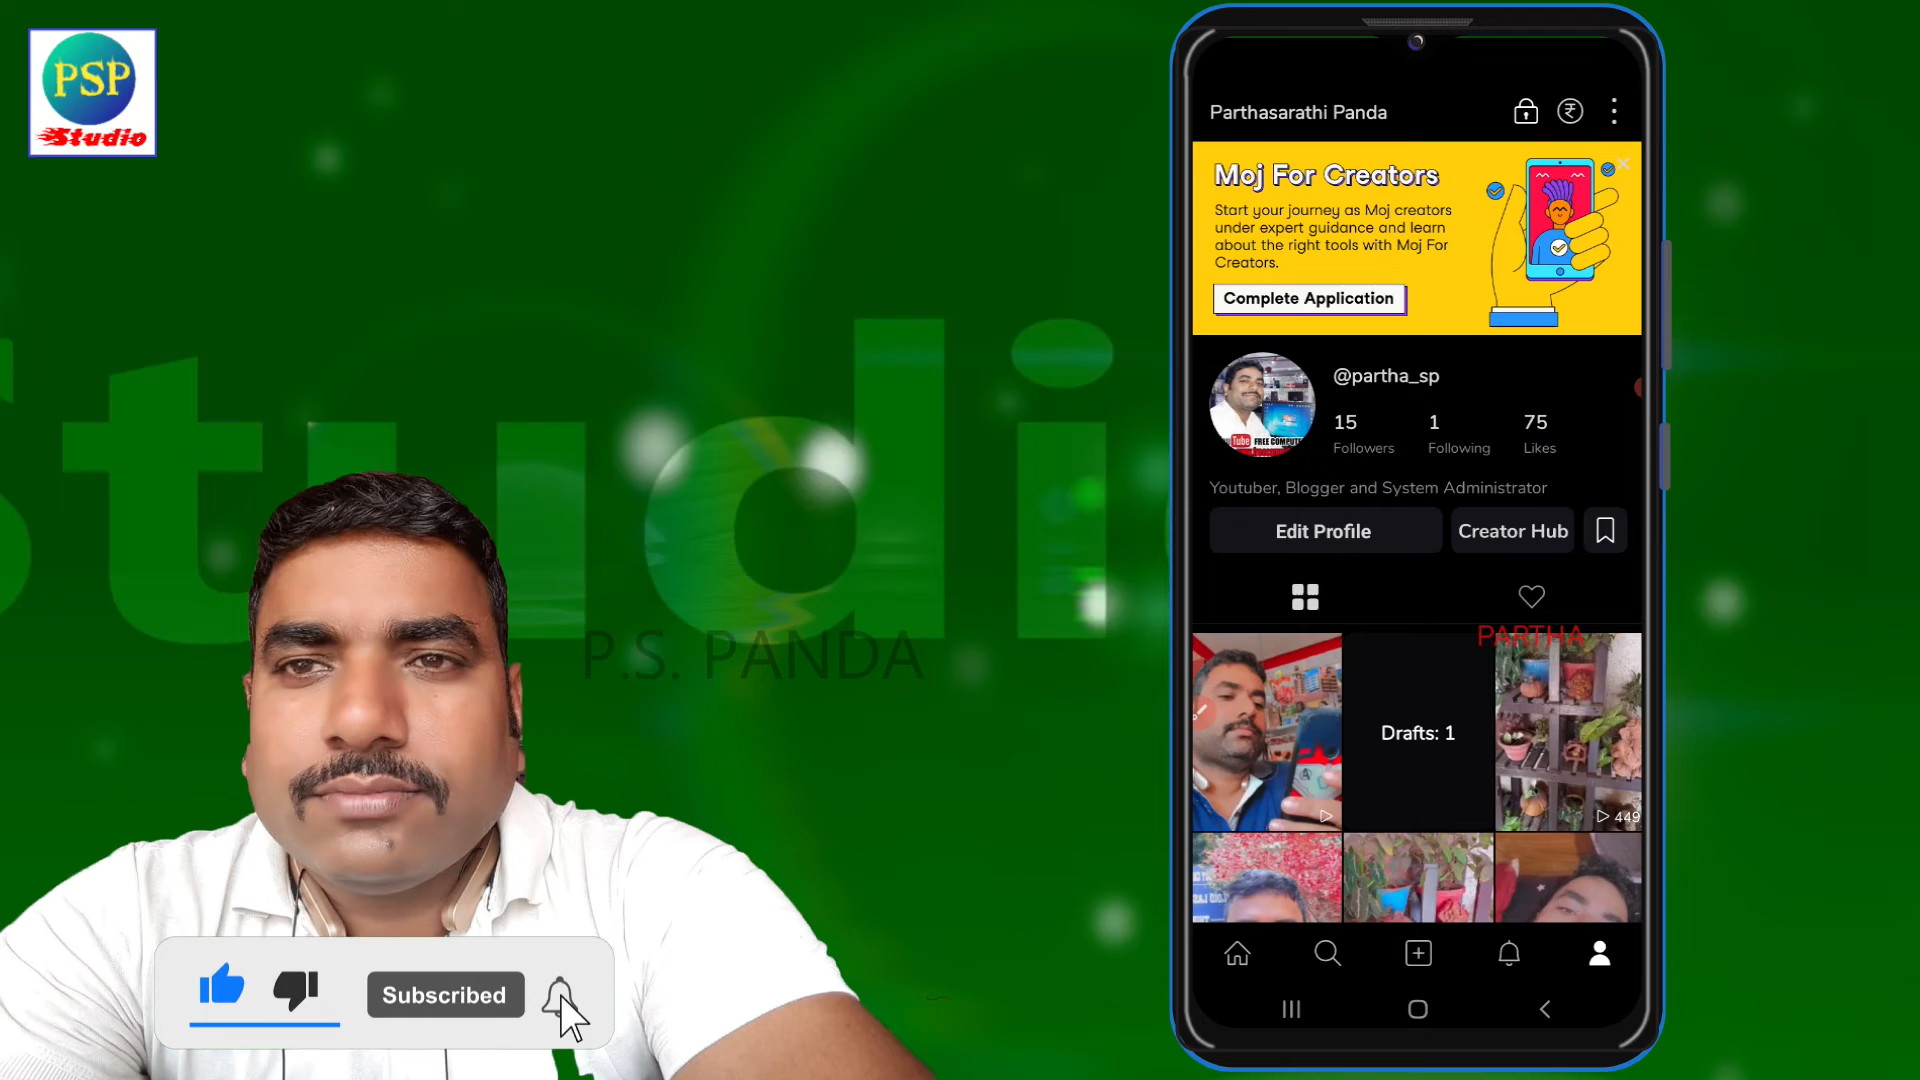 PSP
Studio
Studi
P.S. PANDA
Subscribed
Parthasarathi Panda
Moj For Creators
Start your journey as Moj creators
under expert guidance and learn
about the right tools with Moj For
Creators.
Complete Application
@partha_sp
15 1 75
Followers Following Likes
Youtuber, Blogger and System Administrator
Edit Profile Creator Hub
PARTHA
Drafts: 1
449